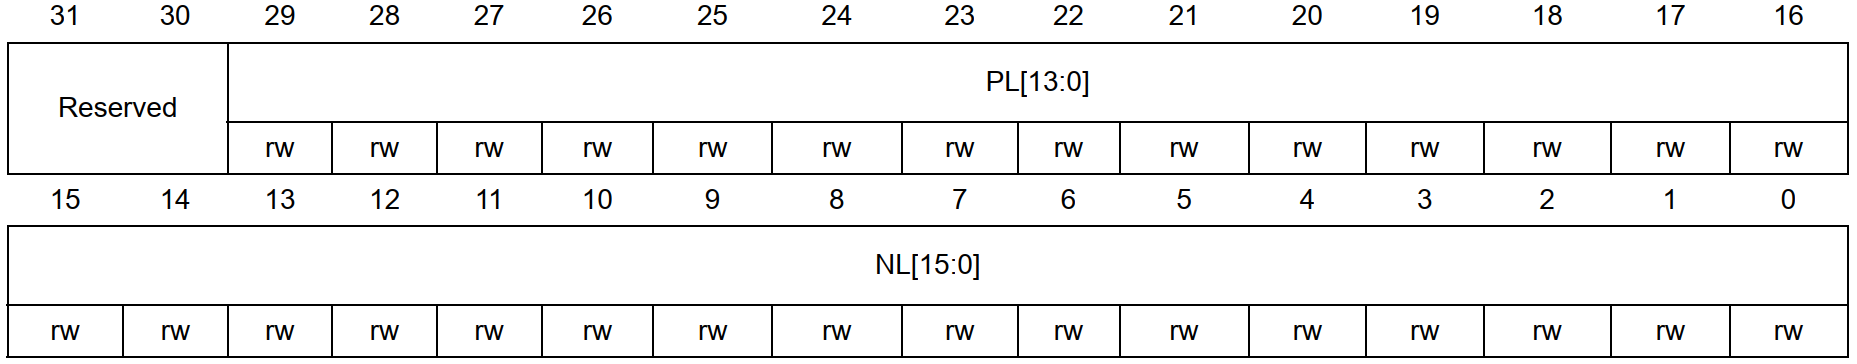 31 30 29 28 27 26 25 24 23 22 21 20 19 18 17 16
Reserved
PL[13:0]
rw rw rw rw rw rw rw rw rw rw rw rw rw rw
15 14 13 12 11 10 9 8 7 6 5 4 3 2 1 0
NL[15:0]
rw rw rw rw rw rw rw rw rw rw rw rw rw rw rw rw